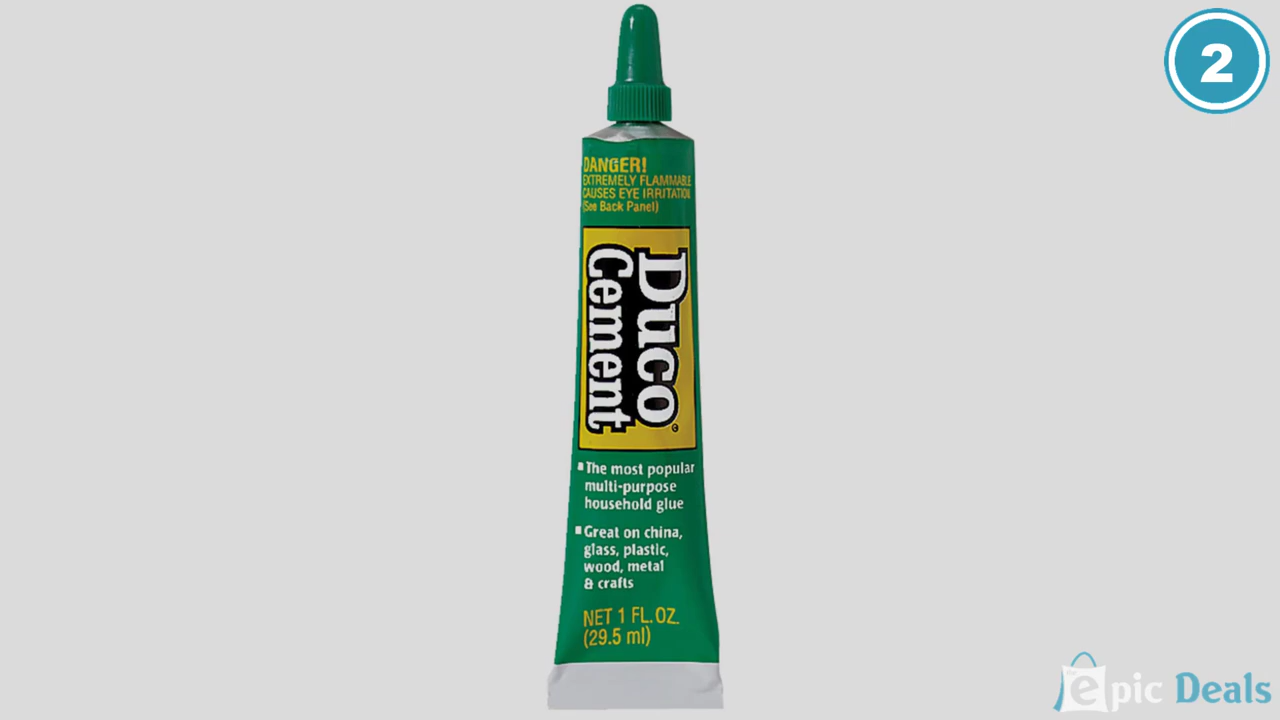 2
DANGER!
EXTREMELY FLAMMABLE
CAUSES EYE IRRITATION
(See Back Panel)
Duco
Cement
The most popular
multi-purpose
household glue
Great on china,
glass, plastic,
wood, metal
& crafts
NET 1 FL. OZ.
(29.5 ml)
epic Deals